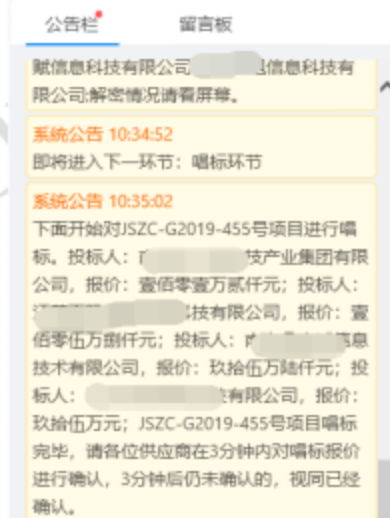 公告栏
留言板
赋信息科技有限公司 信息科技有
限公司;解密情况请看屏幕。
系统公告 10:34:52
即将进入下一环节：唱标环节
系统公告 10:35:02
下面开始对JSZC-G2019-455号项目进行唱
标。投标人： 技产业集团有限
公司，报价：壹佰零壹万贰仟元；投标人：
科技有限公司，报价：壹
佰零伍万捌仟元；投标人： 信息
技术有限公司，报价：玖拾伍万陆仟元；投
标人： 有限公司，报价：
玖拾伍万元；JSZC-G2019-455号项目唱标
完毕，请各位供应商在3分钟内对唱标报价
进行确认，3分钟后仍未确认的，视同已经
确认。